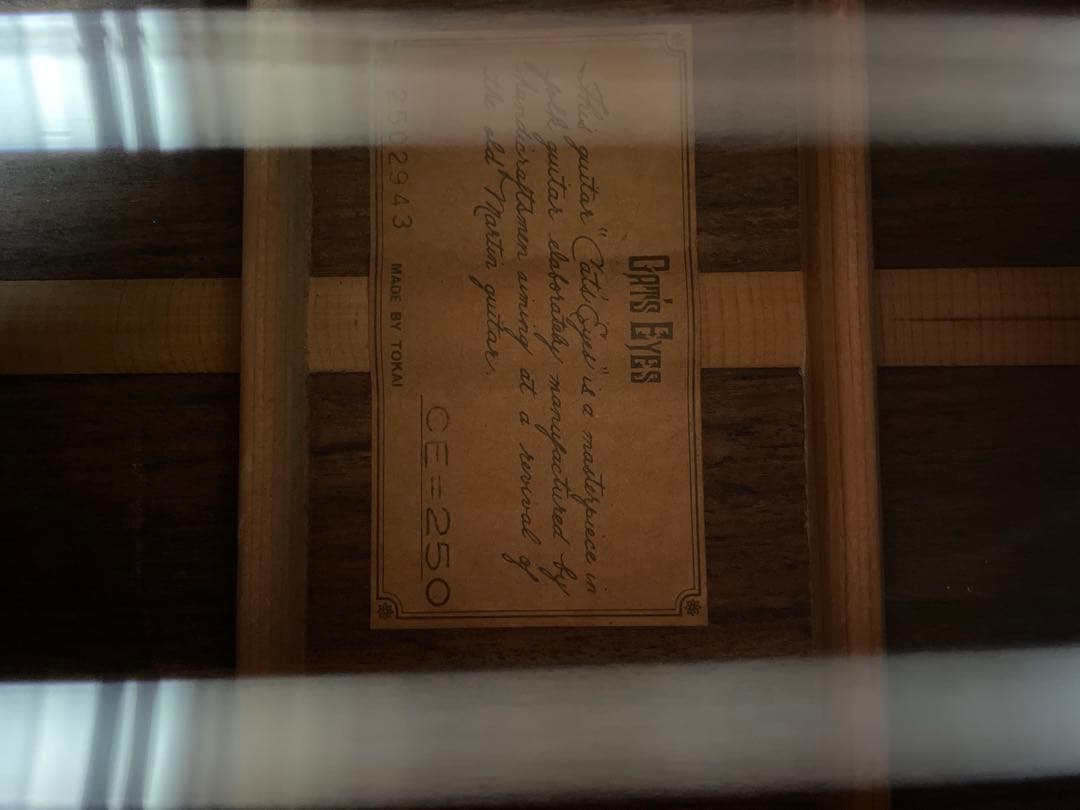 CAT'S EYES
This guitar "Cat's Eyes" is a masterpiece in
folk guitar elaborately manufactured by
handicraftsmen aiming at a revival of
the old Martin guitar.
CE=250
2502943 MADE BY TOKAI